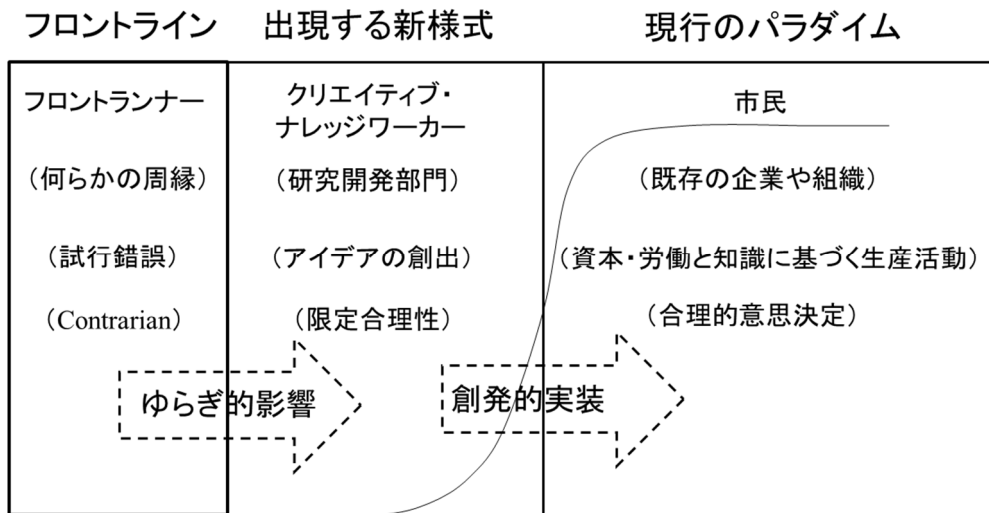 フロントライン
出現する新様式
現行のパラダイム
フロントランナー
(何らかの周縁)
(試行錯誤)
(Contrarian)
クリエイティブ・
ナレッジワーカー
(研究開発部門)
(アイデアの創出)
(限定合理性)
市民
(既存の企業や組織)
(資本・労働と知識に基づく生産活動)
(合理的意思決定)
ゆらぎ的影響
創発的実装